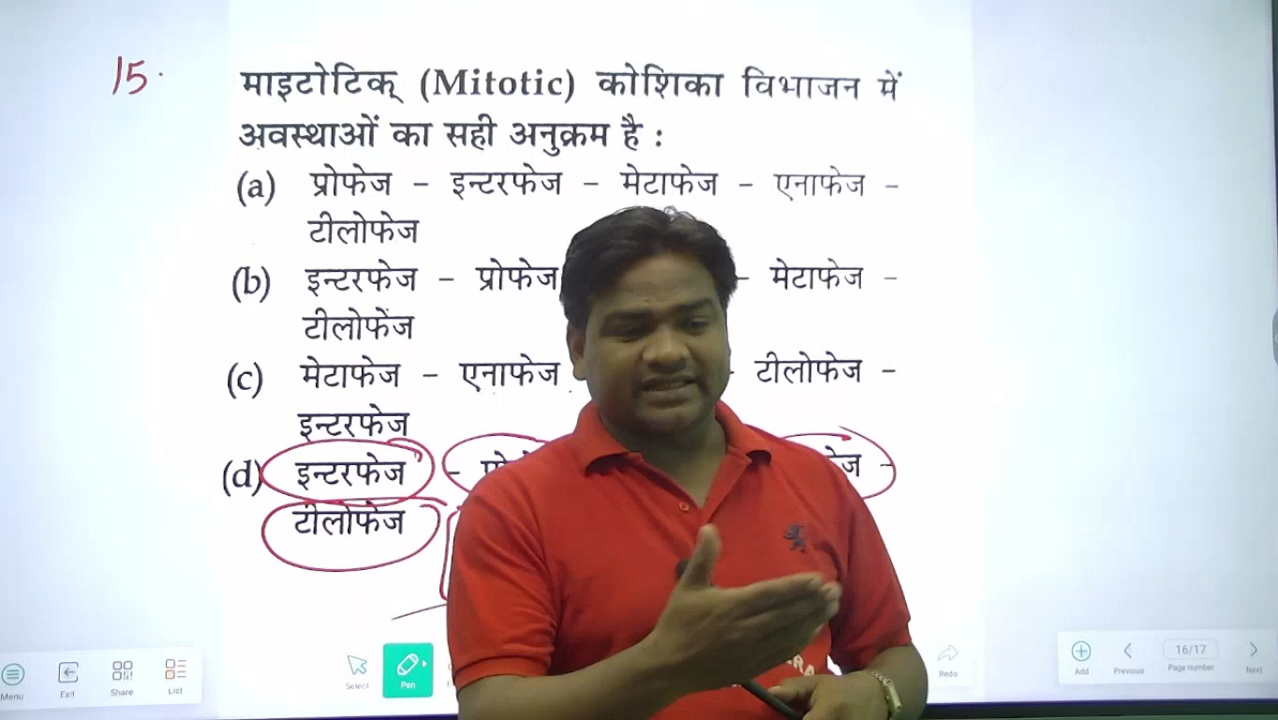 15.
माइटोटिक् (Mitotic) कोशिका विभाजन में
अवस्थाओं का सही अनुक्रम है :
(a) प्रोफेज – इन्टरफेज – मेटाफेज – एनाफेज –
टीलोफेज
(b) इन्टरफेज – प्रोफेज – मेटाफेज –
टीलोफेंज
(c) मेटाफेज – एनाफेज – टीलोफेज –
इन्टरफेज
(d) इन्टरफेज – –
टीलोफेज
Menu Exit Share List Select Pen Redo Add Previous 16/17 Page number Next